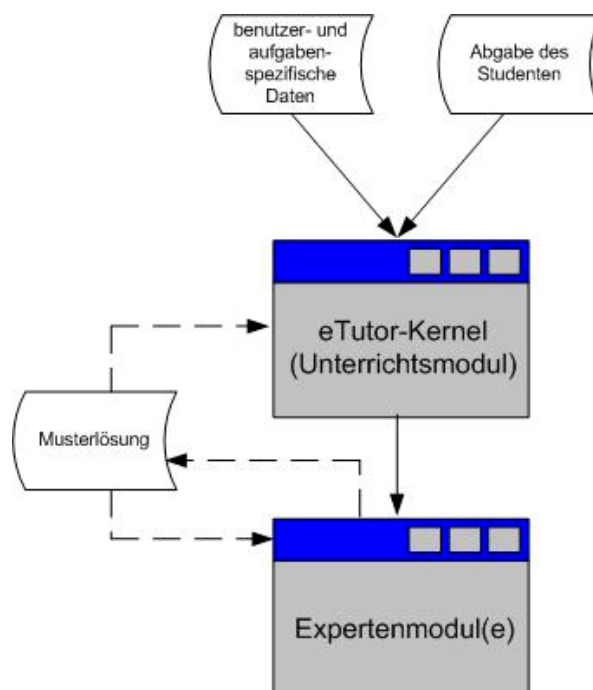 benutzer- und
aufgaben-
spezifische
Daten
Abgabe des
Studenten
eTutor-Kernel
(Unterrichtsmodul)
Musterlösung
Expertenmodul(e)